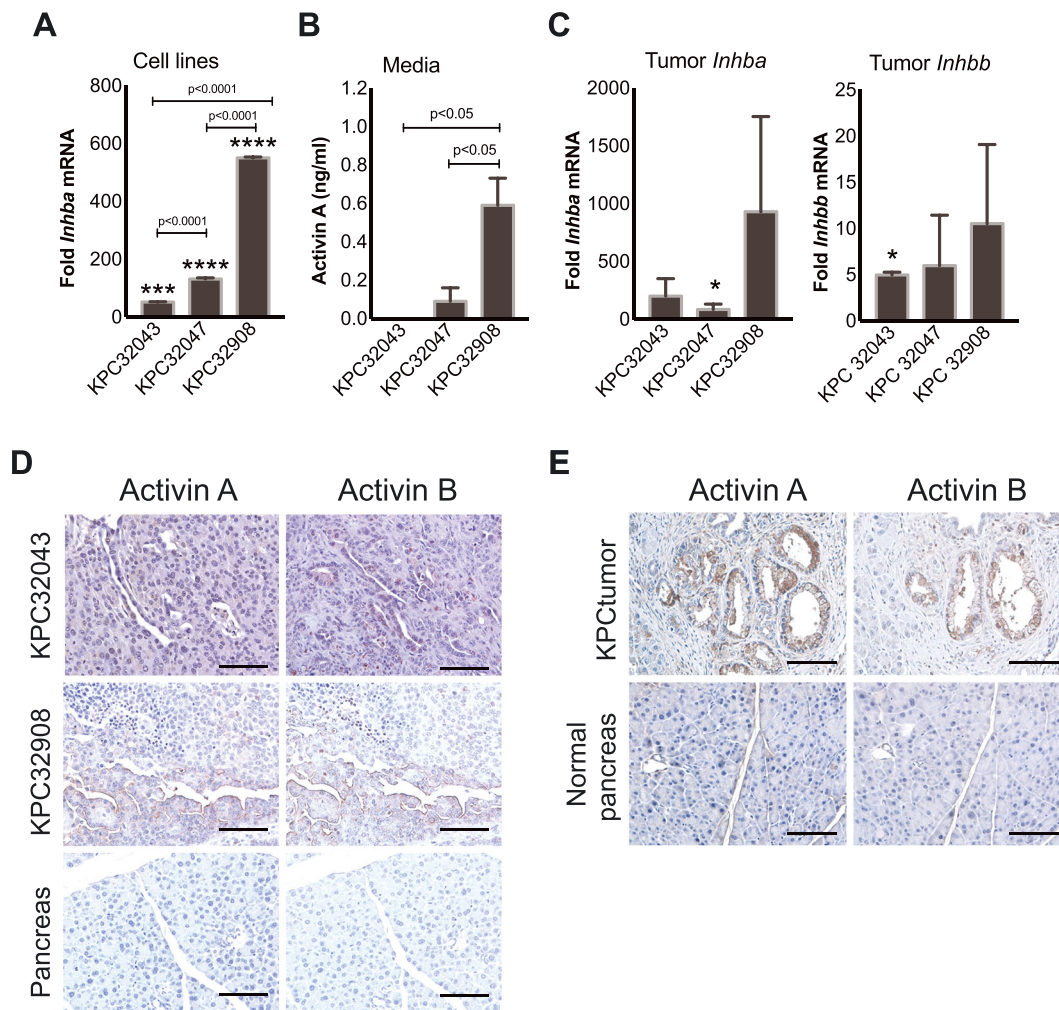 A
Cell lines
Fold Inhba mRNA
800
600
400
200
0
p<0.0001
p<0.0001
p<0.0001
***
****
****
KPC32043
KPC32047
KPC32908
B
Media
Activin A (ng/ml)
1.2
1.0
0.8
0.6
0.4
0.2
0.0
p<0.05
p<0.05
KPC32043
KPC32047
KPC32908
C
Tumor Inhba
Fold Inhba mRNA
2000
1500
1000
500
0
*
KPC32043
KPC32047
KPC32908
Tumor Inhbb
Fold Inhbb mRNA
25
20
15
10
5
0
*
KPC 32043
KPC 32047
KPC 32908
D
Activin A
Activin B
KPC32043
KPC32908
Pancreas
E
Activin A
Activin B
KPCtumor
Normal
pancreas